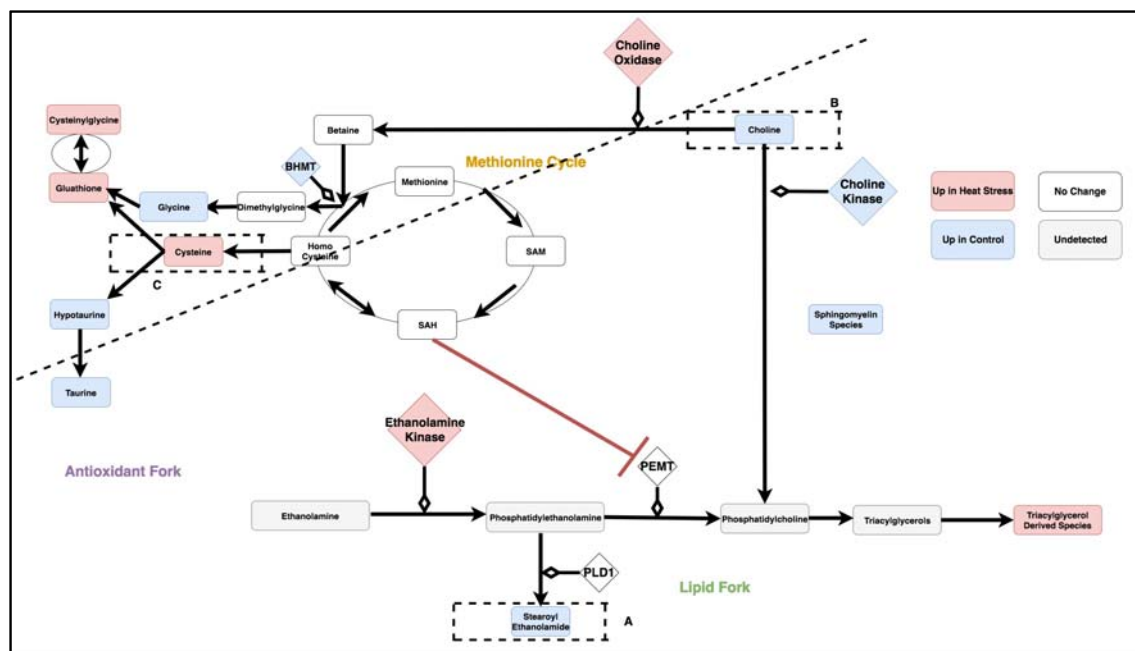 Choline
Oxidase
B
Cysteinylglycine
Betaine
Choline
BHMT
Methionine Cycle
Methionine
Gluathione
Glycine
Dimethylglycine
Choline
Kinase
Up in Heat Stress
No Change
Cysteine
Homo
Cysteine
SAM
Up in Control
Undetected
C
Hypotaurine
SAH
Sphingomyelin
Species
Taurine
Ethanolamine
Kinase
Antioxidant Fork
PEMT
Ethanolamine
Phosphatidylethanolamine
Phosphatidylcholine
Triacylglycerols
Triacylglycerol
Derived Species
PLD1
Lipid Fork
Stearoyl
Ethanolamide
A